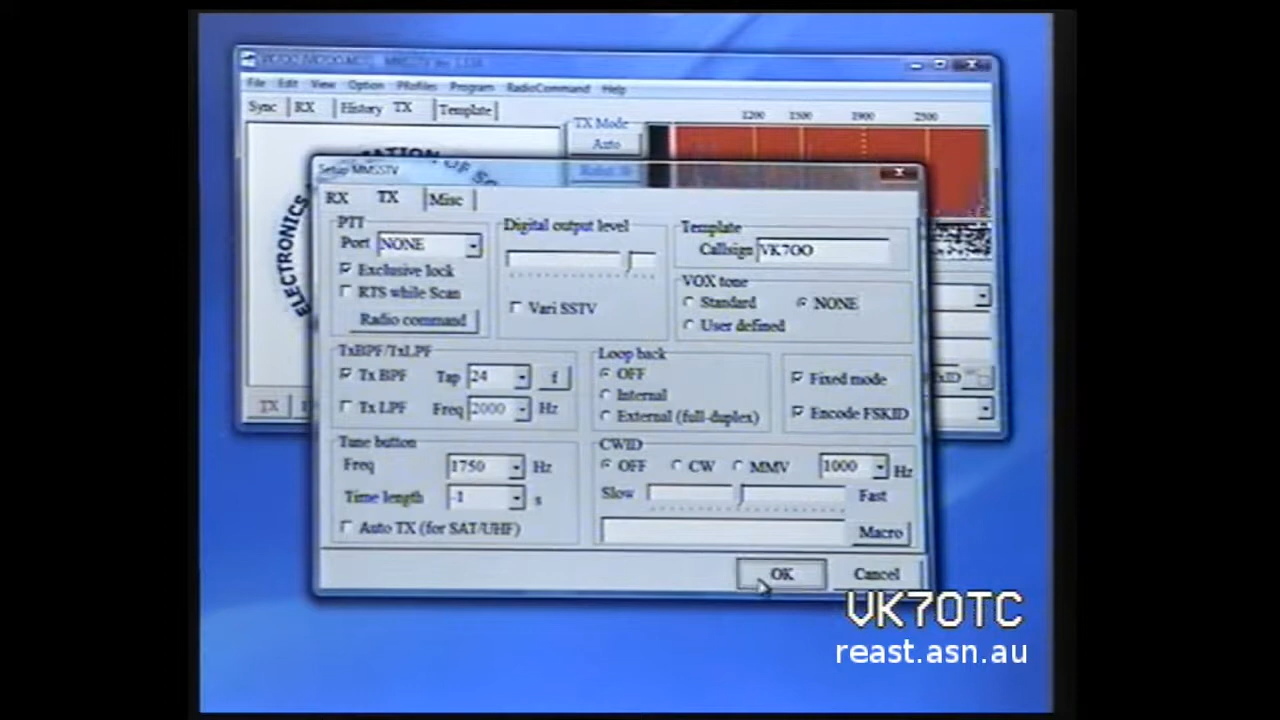 File Edit View Option PRofiles Program RadioCommand Help
Sync RX History TX Template
1200 1500 1900 2300
TX Mode
Auto
ELECTRONICS
Setup MMSSTV
RX TX Misc
PTT
Port NONE
Exclusive lock
RTS while Scan
Radio command
Digital output level
Vari SSTV
Template
Callsign VK7OO
VOX tone
Standard NONE
User defined
TxBPF/TxLPF
Tx BPF Tap 24 f
Tx LPF Freq 2000 Hz
Loop back
OFF
Internal
External (full-duplex)
Fixed mode
Encode FSKID
Tune button
Freq 1750 Hz
Time length -1 s
Auto TX (for SAT/UHF)
CWID
OFF CW MMV 1000 Hz
Slow Fast
Macro
TX
OK Cancel
VK7OTC
reast.asn.au